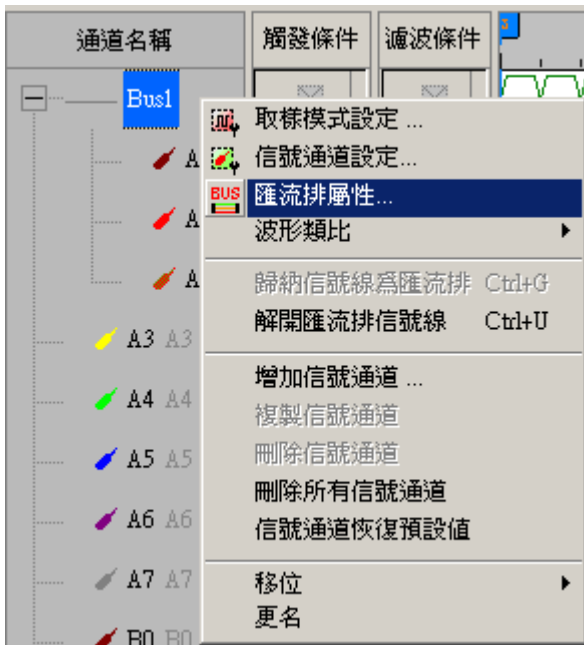 通道名稱 觸發條件 濾波條件
Bus1
取樣模式設定 ...
A 信號通道設定...
BUS 匯流排屬性...
A 波形類比
A 歸納信號線爲匯流排 Ctrl+G
解開匯流排信號線 Ctrl+U
A3 A3
增加信號通道 ...
A4 A4 複製信號通道
A5 A5 刪除信號通道
刪除所有信號通道
A6 A6 信號通道恢復預設值
A7 A7 移位
更名
B0 B0